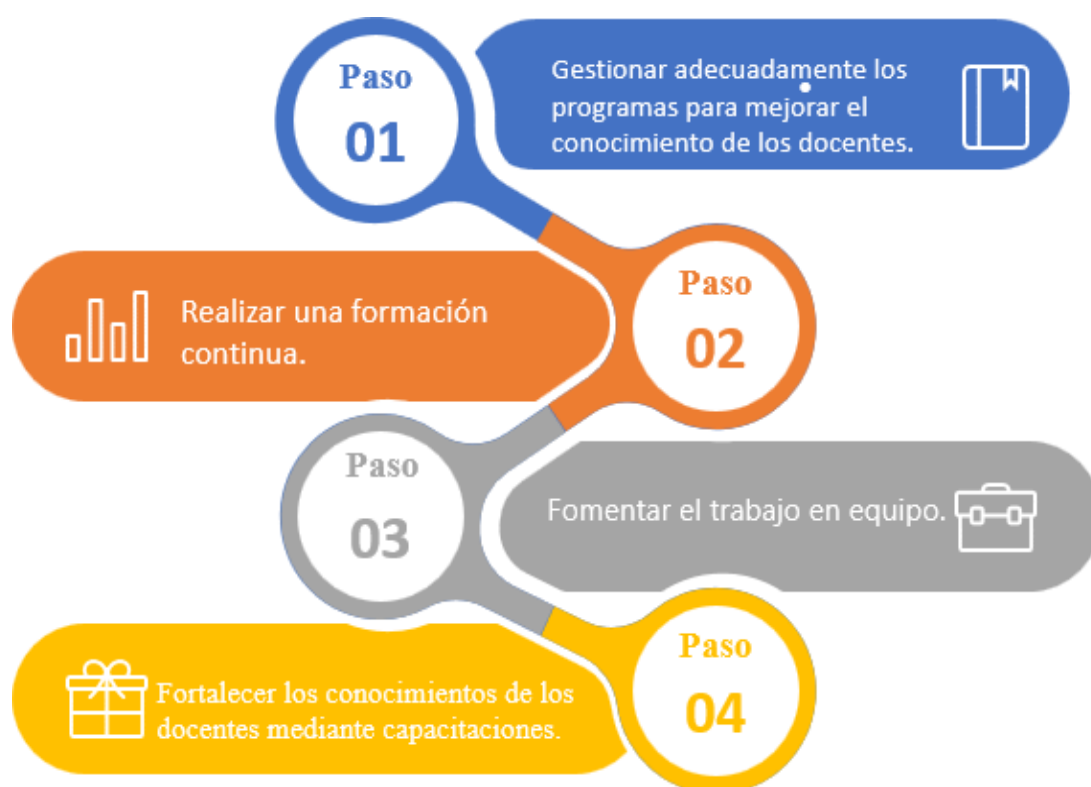 Paso
01
Gestionar adecuadamente los
programas para mejorar el
conocimiento de los docentes.
Realizar una formación
continua.
Paso
02
Paso
03
Fomentar el trabajo en equipo.
Paso
04
Fortalecer los conocimientos de los
docentes mediante capacitaciones.